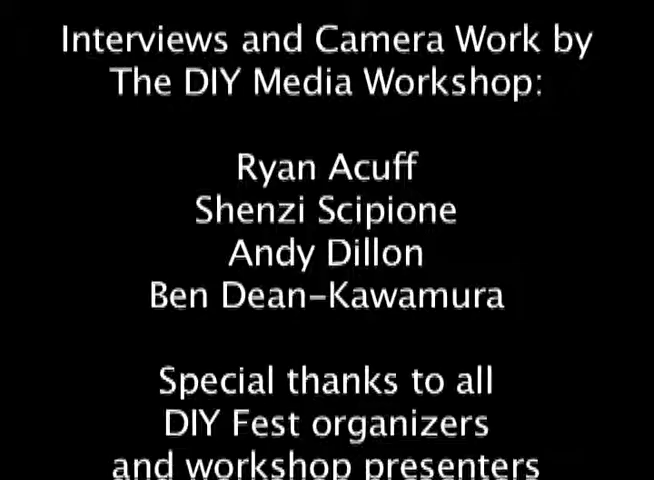 Interviews and Camera Work by
The DIY Media Workshop:
Ryan Acuff
Shenzi Scipione
Andy Dillon
Ben Dean-Kawamura
Special thanks to all
DIY Fest organizers
and workshop presenters